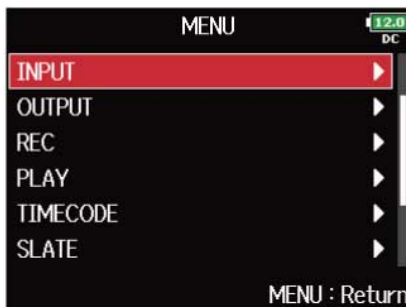 MENU
12.0
DC
INPUT
OUTPUT
REC
PLAY
TIMECODE
SLATE
MENU : Return